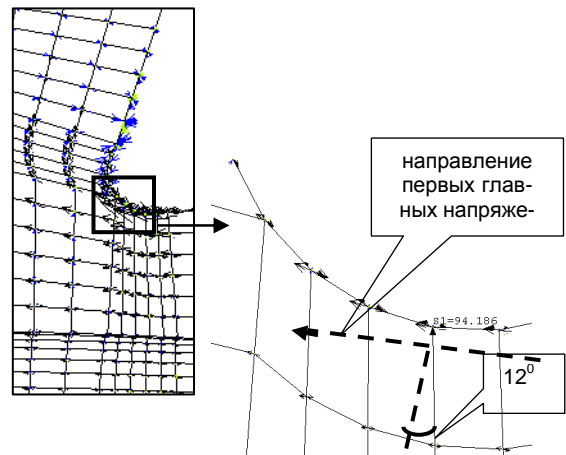 направление
первых глав-
ных напряже-
s1=94.186
12⁰